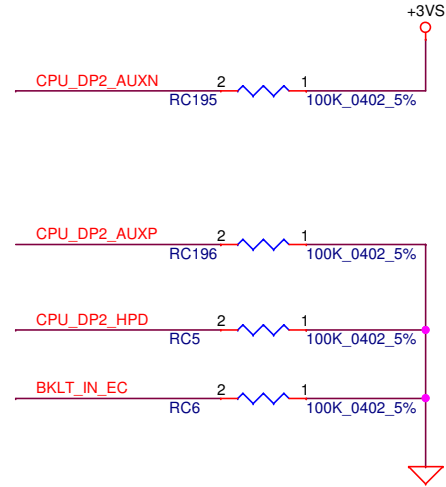 +3VS
CPU_DP2_AUXN 2 1
RC195 100K_0402_5%
CPU_DP2_AUXP 2 1
RC196 100K_0402_5%
CPU_DP2_HPD 2 1
RC5 100K_0402_5%
BKLT_IN_EC 2 1
RC6 100K_0402_5%